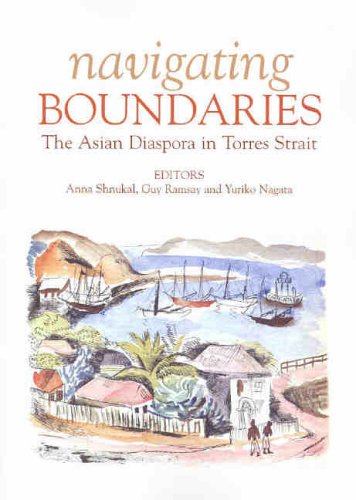 navigating
BOUNDARIES
The Asian Diaspora in Torres Strait
EDITORS
Anna Shnukal, Guy Ramsay and Yuriko Nagata